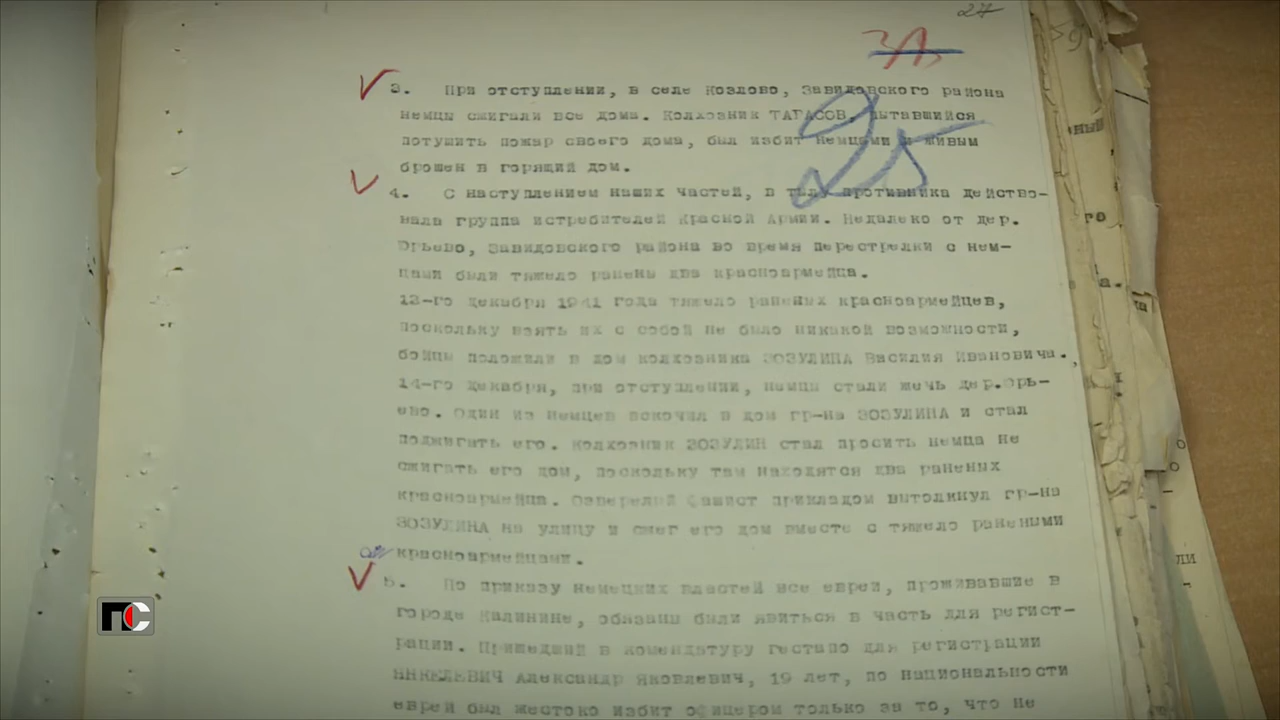 27
25
3. При отступлении, в селе Козлово, Завидовского района
немцы сжигали все дома. Колхозник ТАРАСОВ, пытавшийся
потушить пожар своего дома, был избит немцами и живым
брошен в горящий дом.
4. С наступлением наших частей, в тылу противника действо-
вала группа истребителей Красной Армии. Недалеко от дер.
Юрьево, Завидовского района во время перестрелки с нем-
цами были тяжело ранены два красноармейца.
13-го декабря 1941 года тяжело раненых красноармейцев,
поскольку взять их с собой не было никакой возможности,
бойцы положили в дом колхозника ЗОЗУЛИНА Василия Ивановича.
14-го декабря, при отступлении, немцы стали жечь дер.Юрь-
ево. Один из немцев вскочил в дом гр-на ЗОЗУЛИНА и стал
поджигать его. Колхозник ЗОЗУЛИН стал просить немца не
сжигать его дом, поскольку там находятся два раненых
красноармейца. Озверелый фашист прикладом вытолкнул гр-на
ЗОЗУЛИНА на улицу и сжег его дом вместе с тяжело ранеными
красноармейцами.
5. По приказу немецких властей все евреи, проживавшие в
городе Калинине, обязаны были явиться в часть для регист-
рации. Пришедший в комендатуру гестапо для регистрации
ЯНКЕЛЕВИЧ Александр Яковлевич, 19 лет, по национальности
еврей был жестоко избит офицером только за то, что не
ПС